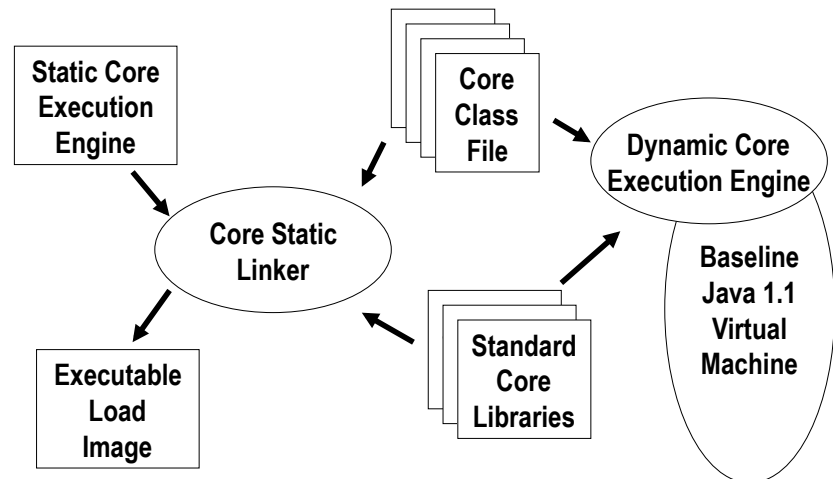 Static Core
Execution
Engine
Core
Class
File
Dynamic Core
Execution Engine
Core Static
Linker
Baseline
Java 1.1
Virtual
Machine
Standard
Core
Libraries
Executable
Load
Image